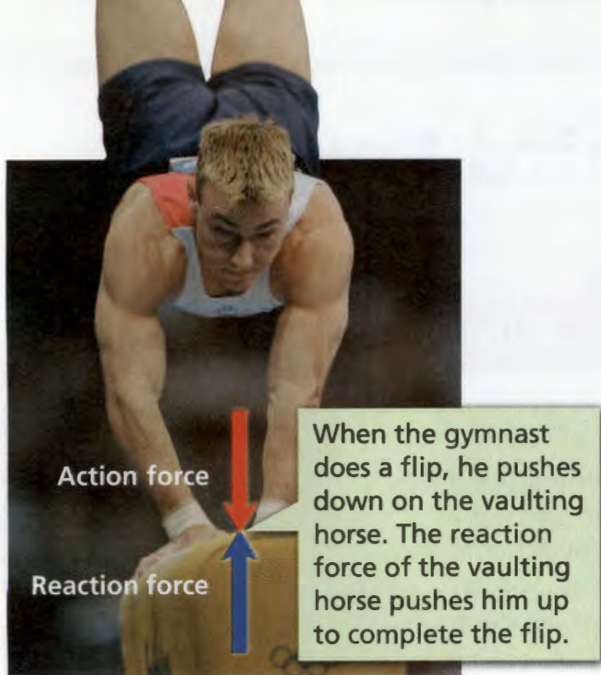 Action force
Reaction force
When the gymnast
does a flip, he pushes
down on the vaulting
horse. The reaction
force of the vaulting
horse pushes him up
to complete the flip.